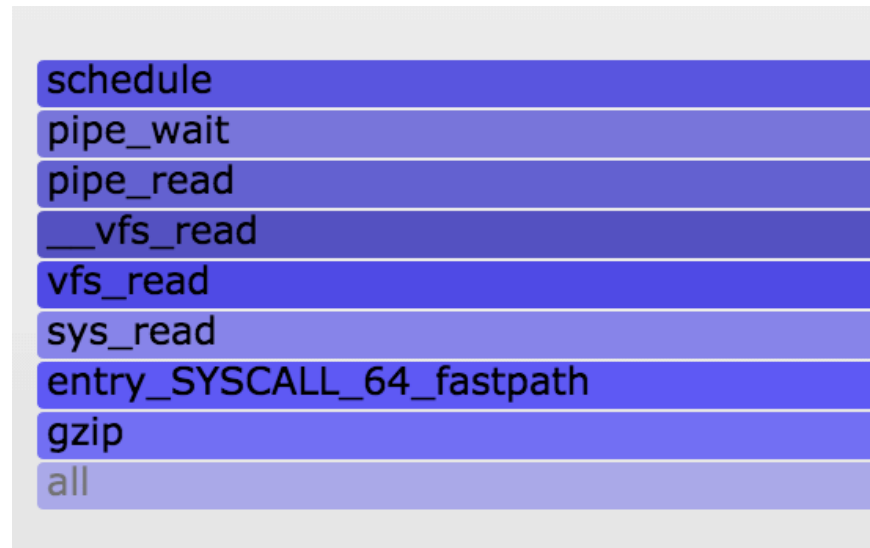 schedule
pipe_wait
pipe_read
__vfs_read
vfs_read
sys_read
entry_SYSCALL_64_fastpath
gzip
all